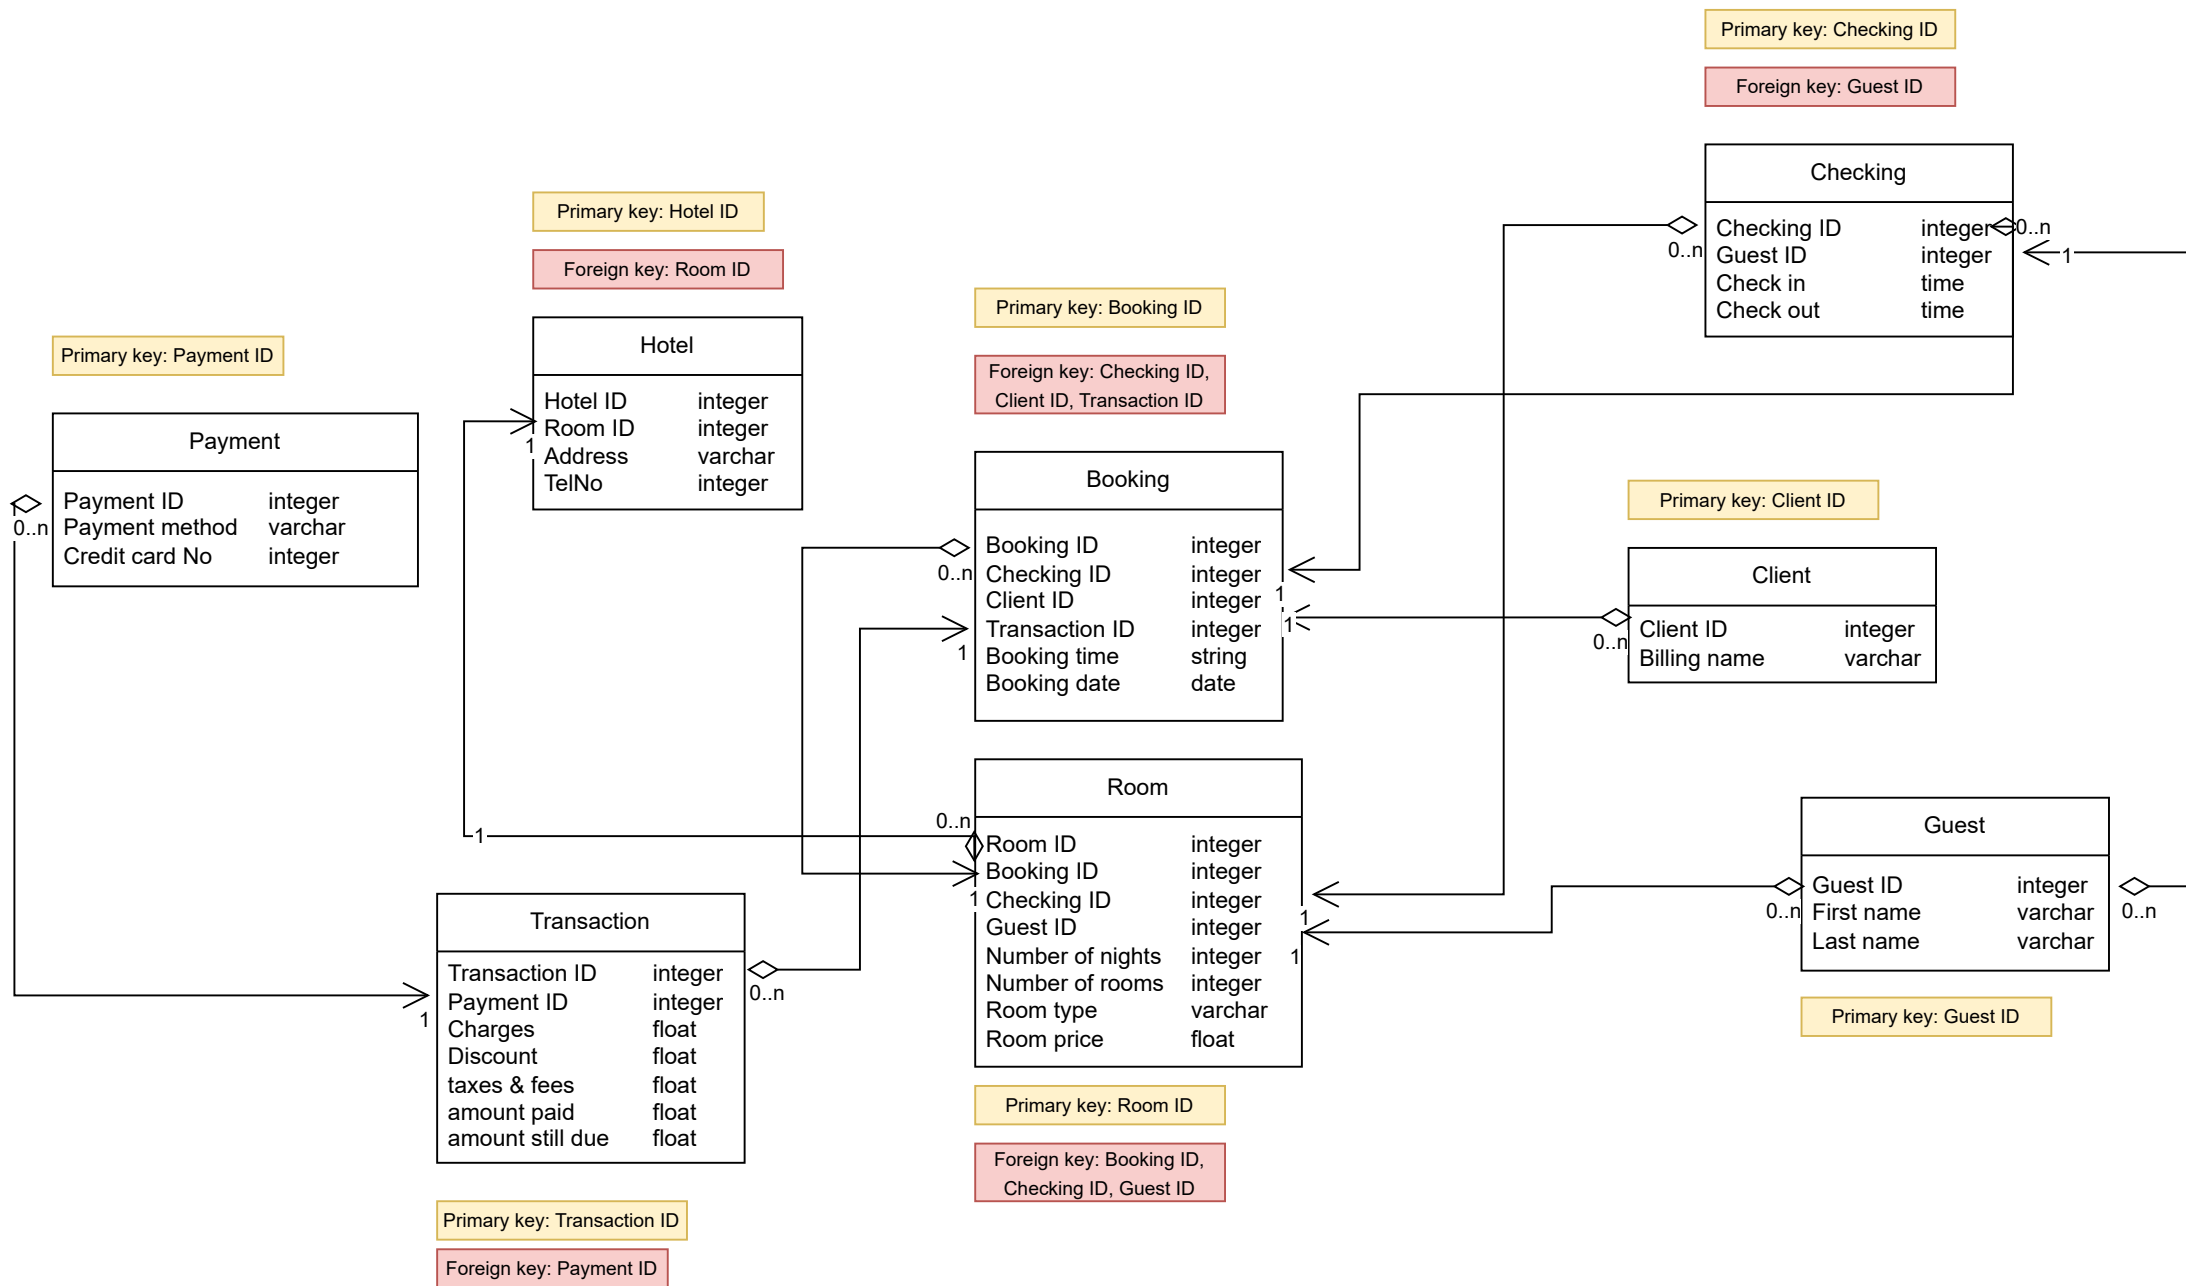 Primary key: Checking ID
Foreign key: Guest ID
Checking
Checking ID integer
Guest ID integer
Check in time
Check out time
0..n
0..n
1
Primary key: Hotel ID
Foreign key: Room ID
Hotel
Hotel ID integer
Room ID integer
Address varchar
TelNo integer
1
Primary key: Payment ID
Payment
Payment ID integer
Payment method varchar
Credit card No integer
0..n
Primary key: Booking ID
Foreign key: Checking ID,
Client ID, Transaction ID
Booking
Booking ID integer
Checking ID integer
Client ID integer
Transaction ID integer
Booking time string
Booking date date
0..n
1
1
1
Primary key: Client ID
Client
Client ID integer
Billing name varchar
0..n
Room
Room ID integer
Booking ID integer
Checking ID integer
Guest ID integer
Number of nights integer
Number of rooms integer
Room type varchar
Room price float
0..n
1
1
1
1
Primary key: Room ID
Foreign key: Booking ID,
Checking ID, Guest ID
Guest
Guest ID integer
First name varchar
Last name varchar
0..n
0..n
Primary key: Guest ID
Transaction
Transaction ID integer
Payment ID integer
Charges float
Discount float
taxes & fees float
amount paid float
amount still due float
1
0..n
Primary key: Transaction ID
Foreign key: Payment ID